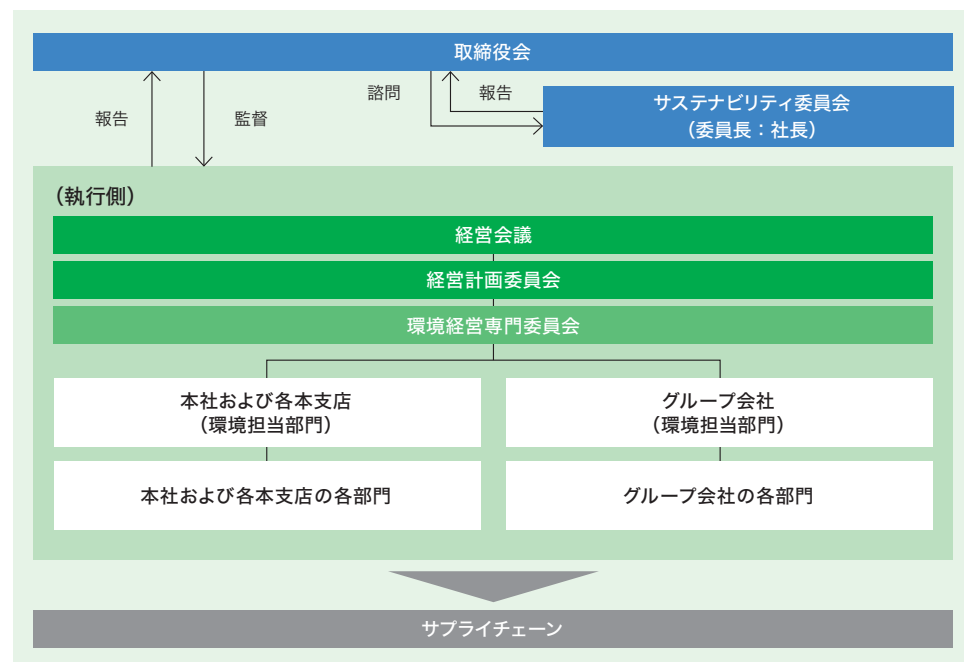 取締役会
報告
監督
諮問
報告
サステナビリティ委員会
（委員長：社長）
（執行側）
経営会議
経営計画委員会
環境経営専門委員会
本社および各本支店
（環境担当部門）
グループ会社
（環境担当部門）
本社および各本支店の各部門
グループ会社の各部門
サプライチェーン